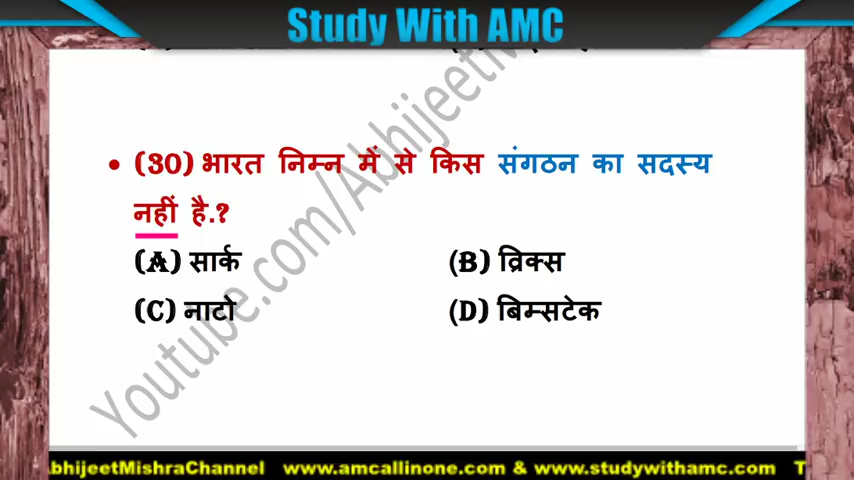 Study With AMC
• (30) भारत निम्न में से किस संगठन का सदस्य
नहीं है.?
(A) सार्क (B) व्रिक्स
(C) नाटो (D) बिम्सटेक
Youtube.com/Abhijeet
bhijeetMishraChannel www.amcallinone.com & www.studywithamc.com T